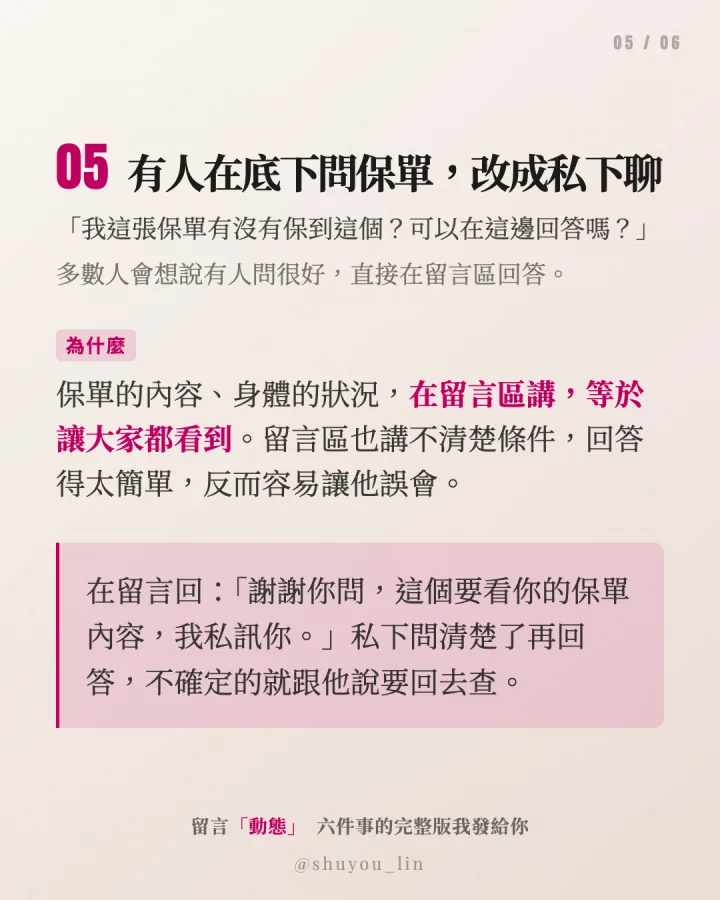 05 / 06
05 有人在底下問保單，改成私下聊
「我這張保單有沒有保到這個？可以在這邊回答嗎？」
多數人會想說有人問很好，直接在留言區回答。
為什麼
保單的內容、身體的狀況，在留言區講，等於
讓大家都看到。留言區也講不清楚條件，回答
得太簡單，反而容易讓他誤會。
在留言回：「謝謝你問，這個要看你的保單
內容，我私訊你。」私下問清楚了再回
答，不確定的就跟他說要回去查。
留言「動態」 六件事的完整版我發給你
@shuyou_lin